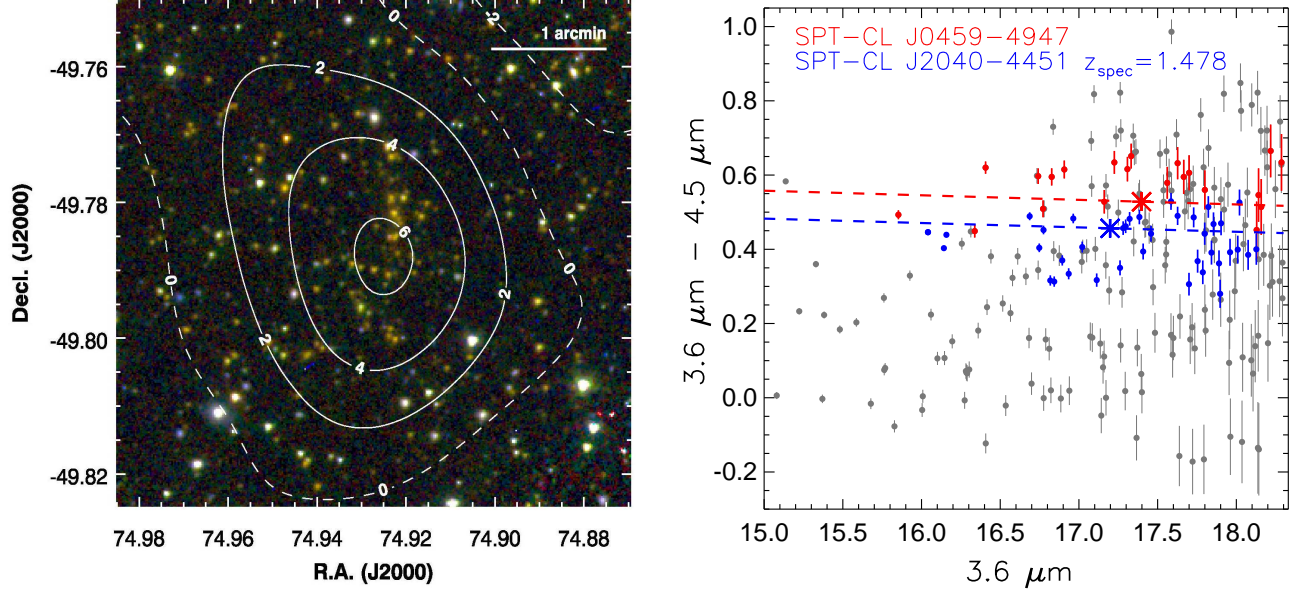 0
-2
1 arcmin
-49.76
2
4
-49.78
6
0
0
2
-49.80
2
4
-49.82
0
74.98 74.96 74.94 74.92 74.90 74.88
R.A. (J2000)
Decl. (J2000)
SPT-CL J0459-4947
SPT-CL J2040-4451 z_spec=1.478
1.0
0.8
0.6
0.4
0.2
0.0
-0.2
15.0 15.5 16.0 16.5 17.0 17.5 18.0
3.6 μm
3.6 μm - 4.5 μm